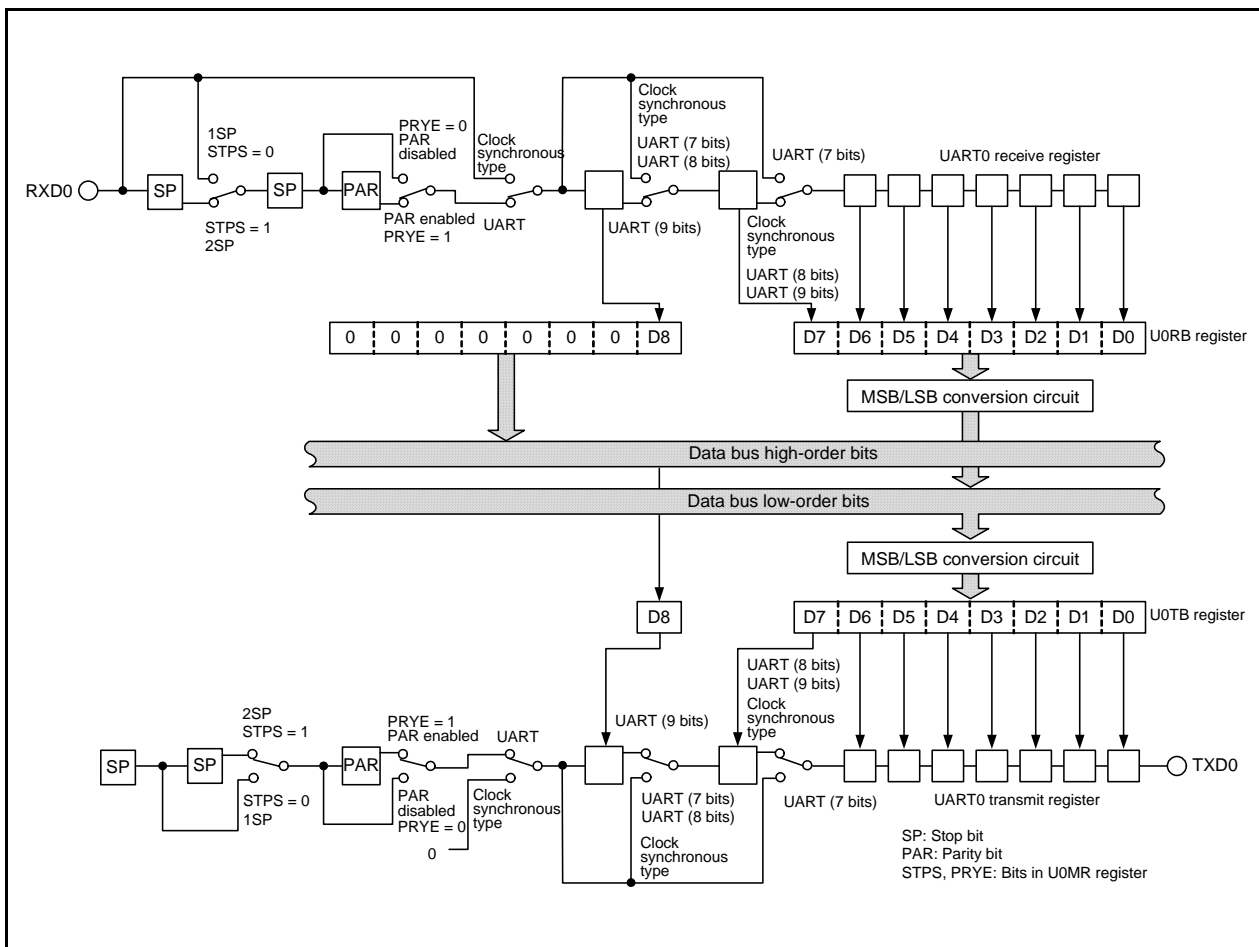 1SP
STPS = 0
PRYE = 0
PAR
disabled
Clock
synchronous
type
Clock
synchronous
type
UART (7 bits)
UART (8 bits)
UART (7 bits)
UART0 receive register
RXD0
SP
SP
PAR
STPS = 1
2SP
PAR enabled
PRYE = 1
UART
UART (9 bits)
Clock
synchronous
type
UART (8 bits)
UART (9 bits)
0 0 0 0 0 0 0 D8
D7 D6 D5 D4 D3 D2 D1 D0
U0RB register
MSB/LSB conversion circuit
Data bus high-order bits
Data bus low-order bits
MSB/LSB conversion circuit
D8
D7 D6 D5 D4 D3 D2 D1 D0
U0TB register
UART (8 bits)
UART (9 bits)
Clock
synchronous
type
2SP
STPS = 1
PRYE = 1
PAR enabled
UART
UART (9 bits)
SP
SP
PAR
TXD0
STPS = 0
1SP
PAR
disabled
PRYE = 0
0
Clock
synchronous
type
UART (7 bits)
UART (8 bits)
Clock
synchronous
type
UART (7 bits)
UART0 transmit register
SP: Stop bit
PAR: Parity bit
STPS, PRYE: Bits in U0MR register